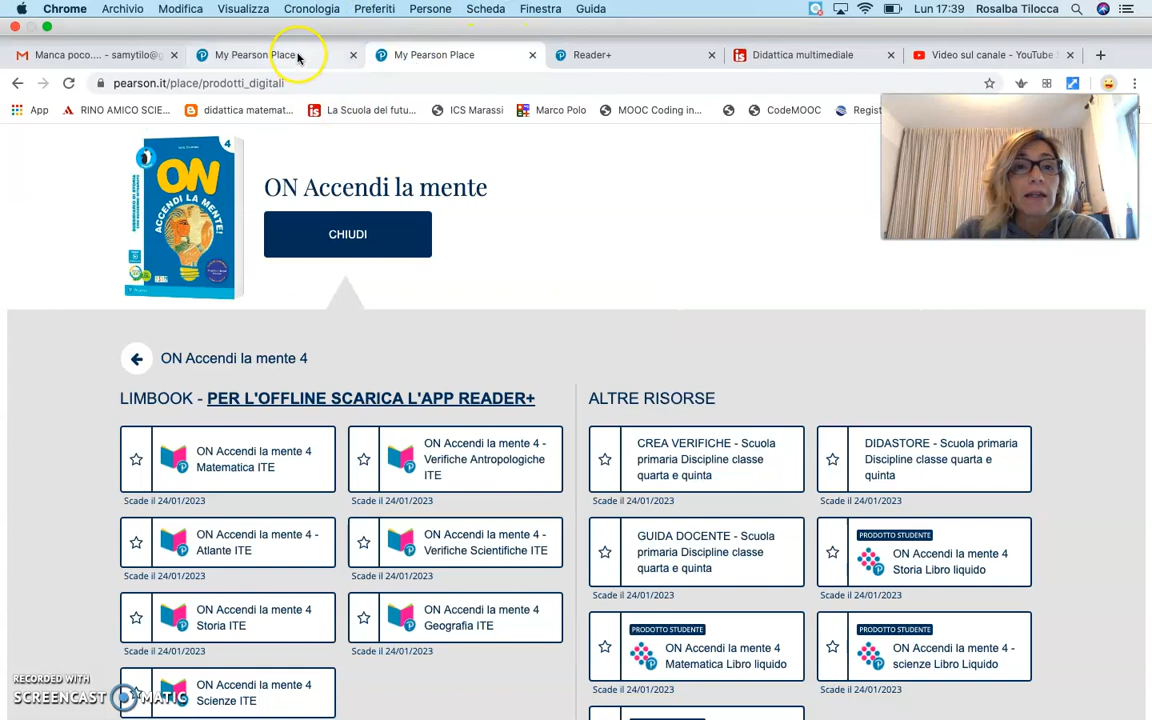 Chrome Archivio Modifica Visualizza Cronologia Preferiti Persone Scheda Finestra Guida Lun 17:39 Rosalba Tilocca
Manca poco.... - samytilo@g My Pearson Place My Pearson Place Reader+ Didattica multimediale Video sul canale - YouTube
pearson.it/place/prodotti_digitali
App RINO AMICO SCIE... didattica matemat... La Scuola del futu... ICS Marassi Marco Polo MOOC Coding in... CodeMOOC Regist
4
ON
ACCENDI LA MENTE!
ON Accendi la mente
CHIUDI
ON Accendi la mente 4
LIMBOOK - PER L'OFFLINE SCARICA L'APP READER+
ALTRE RISORSE
ON Accendi la mente 4
Matematica ITE
Scade il 24/01/2023
ON Accendi la mente 4 -
Verifiche Antropologiche
ITE
Scade il 24/01/2023
CREA VERIFICHE - Scuola
primaria Discipline classe
quarta e quinta
Scade il 24/01/2023
DIDASTORE - Scuola primaria
Discipline classe quarta e
quinta
Scade il 24/01/2023
ON Accendi la mente 4 -
Atlante ITE
Scade il 24/01/2023
ON Accendi la mente 4 -
Verifiche Scientifiche ITE
Scade il 24/01/2023
GUIDA DOCENTE - Scuola
primaria Discipline classe
quarta e quinta
Scade il 24/01/2023
PRODOTTO STUDENTE
ON Accendi la mente 4
Storia Libro liquido
Scade il 24/01/2023
ON Accendi la mente 4
Storia ITE
Scade il 24/01/2023
ON Accendi la mente 4
Geografia ITE
Scade il 24/01/2023
PRODOTTO STUDENTE
ON Accendi la mente 4
Matematica Libro liquido
Scade il 24/01/2023
PRODOTTO STUDENTE
ON Accendi la mente 4 -
scienze Libro Liquido
Scade il 24/01/2023
ON Accendi la mente 4
Scienze ITE
RECORDED WITH
SCREENCAST MATIC